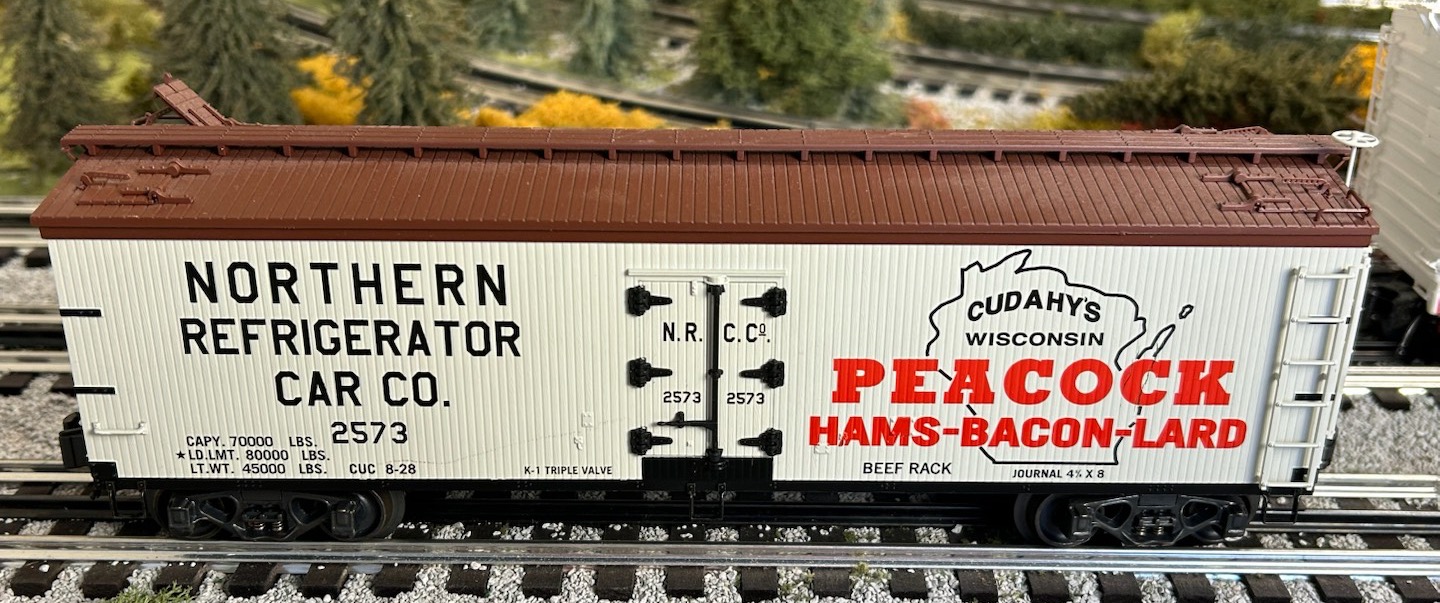 NORTHERN
REFRIGERATOR
CAR CO.
2573
CAPY. 70000 LBS.
★LD.LMT. 80000 LBS.
LT.WT. 45000 LBS. CUC 8-28
K-1 TRIPLE VALVE
N.R. C.Co.
2573 2573
CUDAHY'S
WISCONSIN
PEACOCK
HAMS-BACON-LARD
BEEF RACK
JOURNAL 4¼ X 8